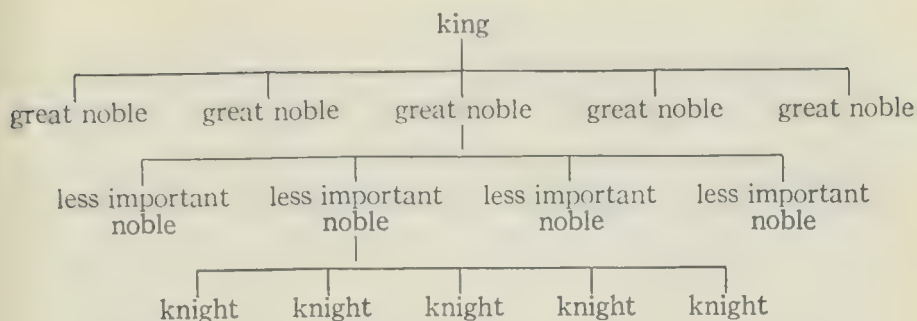 king
great noble great noble great noble great noble great noble
less important less important less important less important
noble noble noble noble
knight knight knight knight knight